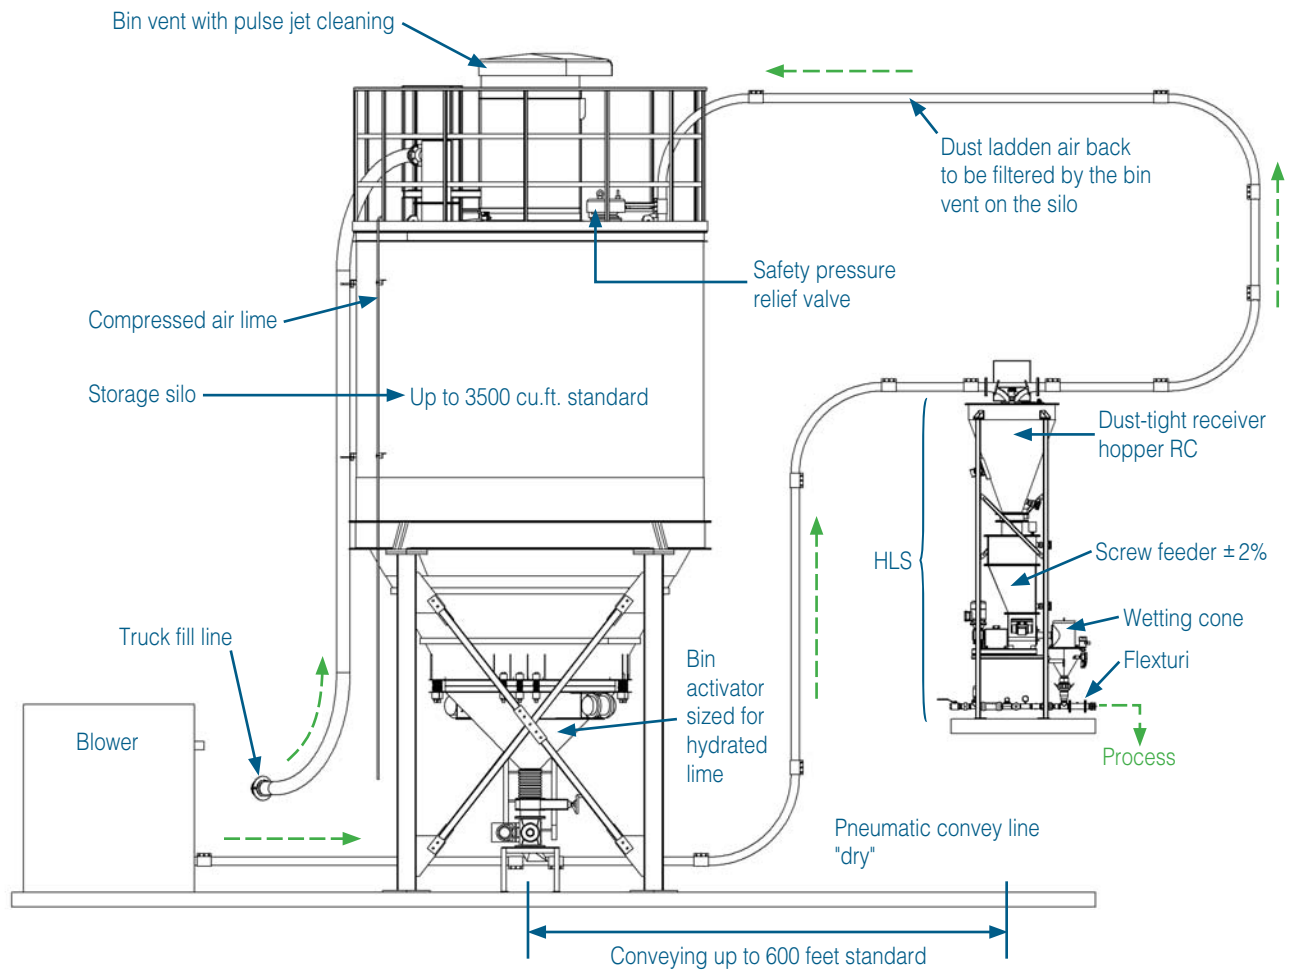 Bin vent with pulse jet cleaning
Dust ladden air back
to be filtered by the bin
vent on the silo
Safety pressure
relief valve
Compressed air lime
Storage silo
Up to 3500 cu.ft. standard
Dust-tight receiver
hopper RC
HLS
Screw feeder ± 2%
Wetting cone
Flexturi
Truck fill line
Bin
activator
sized for
hydrated
lime
Blower
Process
Pneumatic convey line
"dry"
Conveying up to 600 feet standard